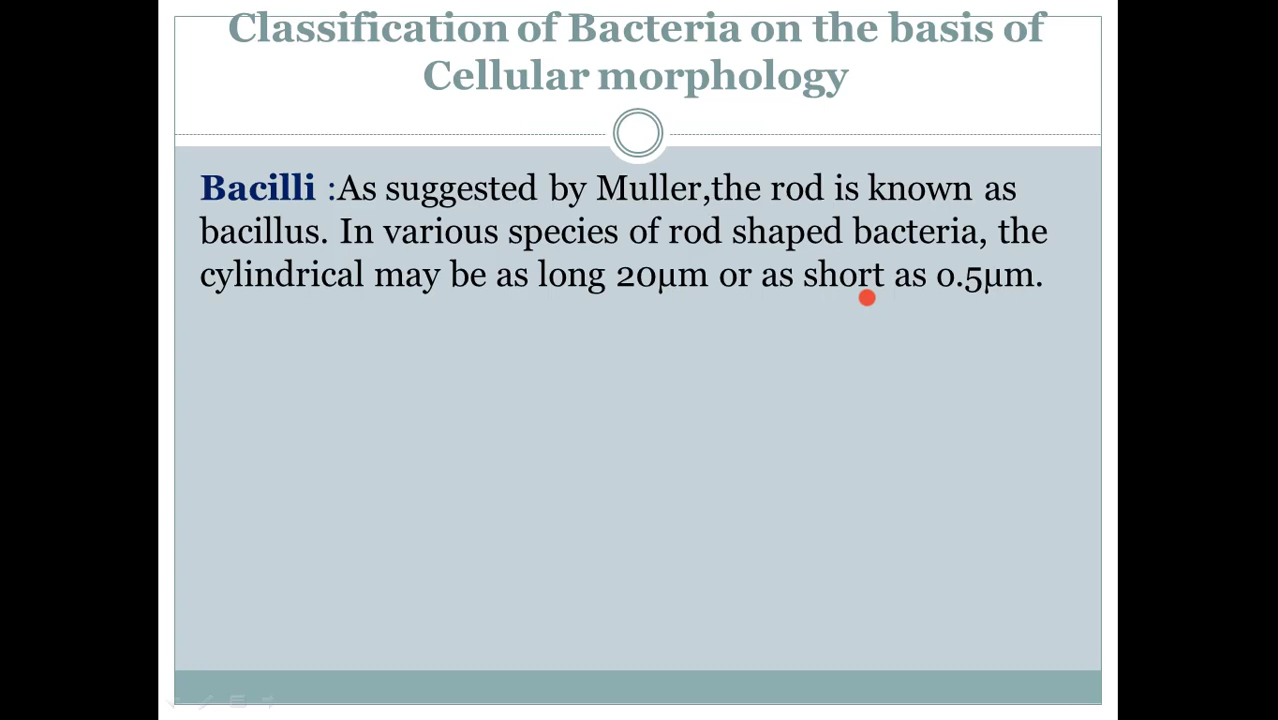 Classification of Bacteria on the basis of
Cellular morphology
Bacilli :As suggested by Muller,the rod is known as
bacillus. In various species of rod shaped bacteria, the
cylindrical may be as long 20µm or as short as 0.5µm.